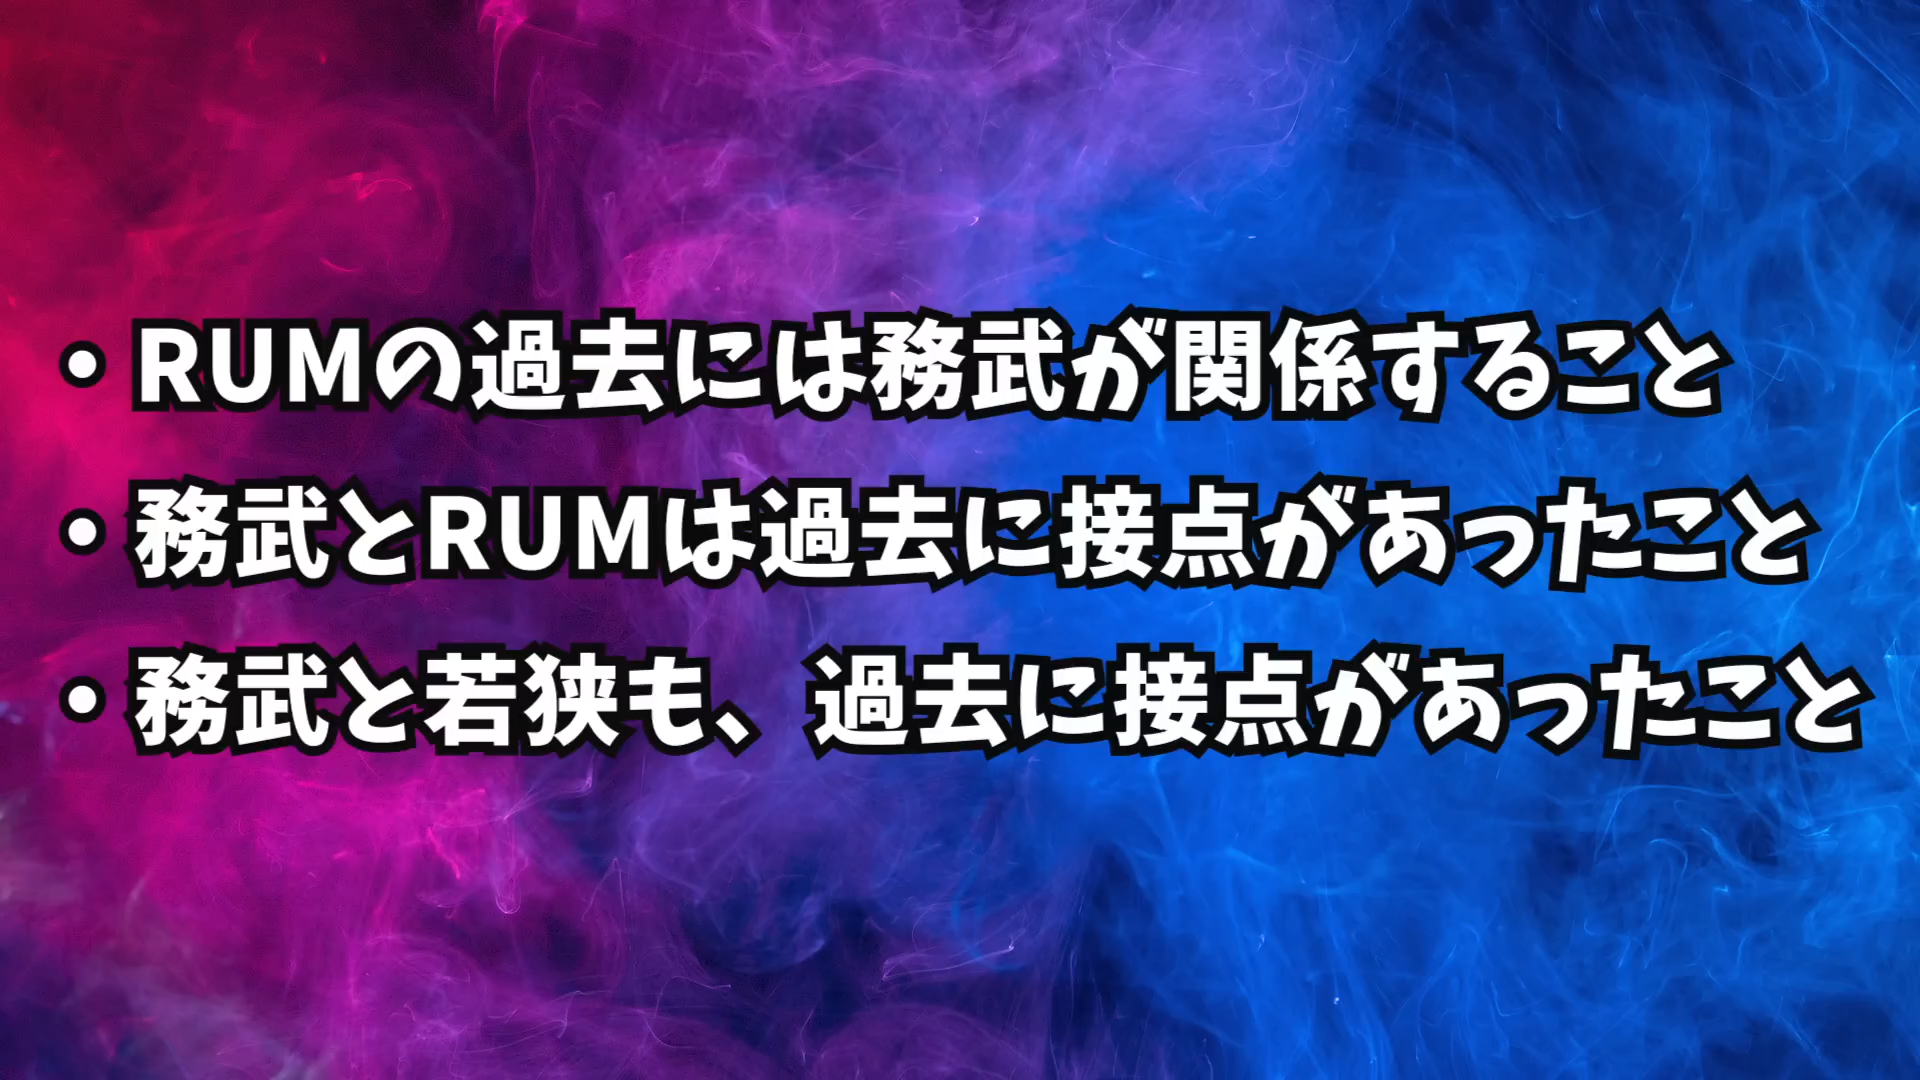 ・RUMの過去には務武が関係すること
・務武とRUMは過去に接点があったこと
・務武と若狭も、過去に接点があったこと